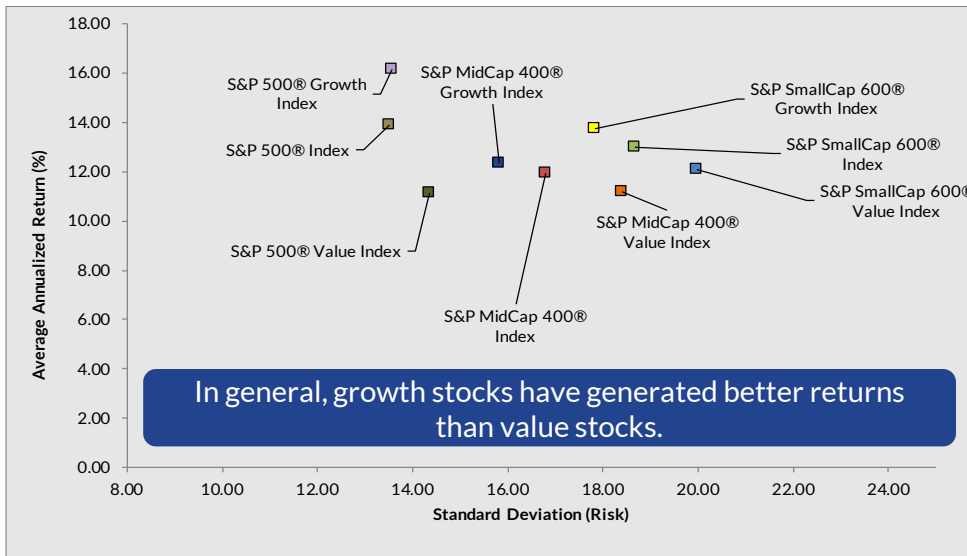 18.00
16.00
14.00
12.00
10.00
8.00
6.00
4.00
2.00
0.00
Average Annualized Return (%)
S&P 500® Growth
Index
S&P MidCap 400®
Growth Index
S&P SmallCap 600®
Growth Index
S&P 500® Index
S&P SmallCap 600®
Index
S&P SmallCap 600®
Value Index
S&P MidCap 400®
Value Index
S&P 500® Value Index
S&P MidCap 400®
Index
In general, growth stocks have generated better returns
than value stocks.
8.00 10.00 12.00 14.00 16.00 18.00 20.00 22.00 24.00
Standard Deviation (Risk)